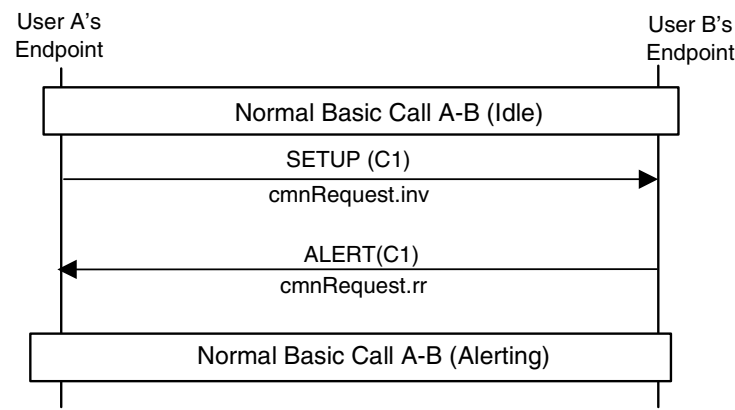 User A's
Endpoint
User B's
Endpoint
Normal Basic Call A-B (Idle)
SETUP (C1)
cmnRequest.inv
ALERT(C1)
cmnRequest.rr
Normal Basic Call A-B (Alerting)